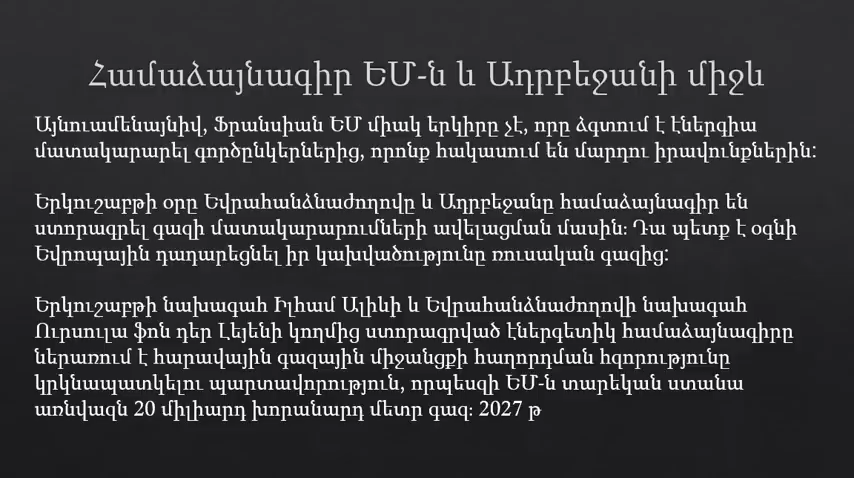 Համաձայնագիր ԵՄ-ն և Ադրբեջանի միջև
Այնուամենայնիվ, Ֆրանսիան ԵՄ միակ երկիրը չէ, որը ձգտում է էներգիա
մատակարարել գործընկերներից, որոնք հակասում են մարդու իրավունքներին:
Երկուշաբթի օրը Եվրահանձնաժողովը և Ադրբեջանը համաձայնագիր են
ստորագրել գազի մատակարարումների ավելացման մասին։ Դա պետք է օգնի
Եվրոպային դադարեցնել իր կախվածությունը ռուսական գազից:
Երկուշաբթի նախագահ Իլհամ Ալիևի և Եվրահանձնաժողովի նախագահ
Ուրսուլա ֆոն դեր Լեյենի կողմից ստորագրված էներգետիկ համաձայնագիրը
ներառում է հարավային գազային միջանցքի հաղորդման հզորությունը
կրկնապատկելու պարտավորություն, որպեսզի ԵՄ-ն տարեկան ստանա
առնվազն 20 միլիարդ խորանարդ մետր գազ։ 2027 թ